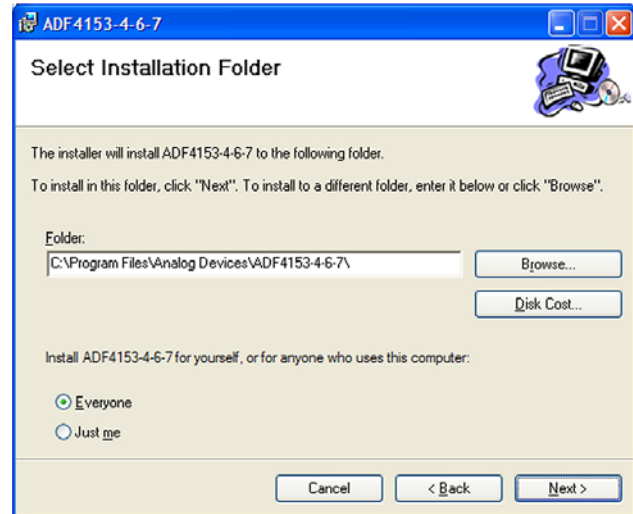 ADF4153-4-6-7
Select Installation Folder
The installer will install ADF4153-4-6-7 to the following folder.
To install in this folder, click "Next". To install to a different folder, enter it below or click "Browse".
Folder:
C:\Program Files\Analog Devices\ADF4153-4-6-7\
Browse...
Disk Cost...
Install ADF4153-4-6-7 for yourself, or for anyone who uses this computer:
Everyone
Just me
Cancel < Back Next >